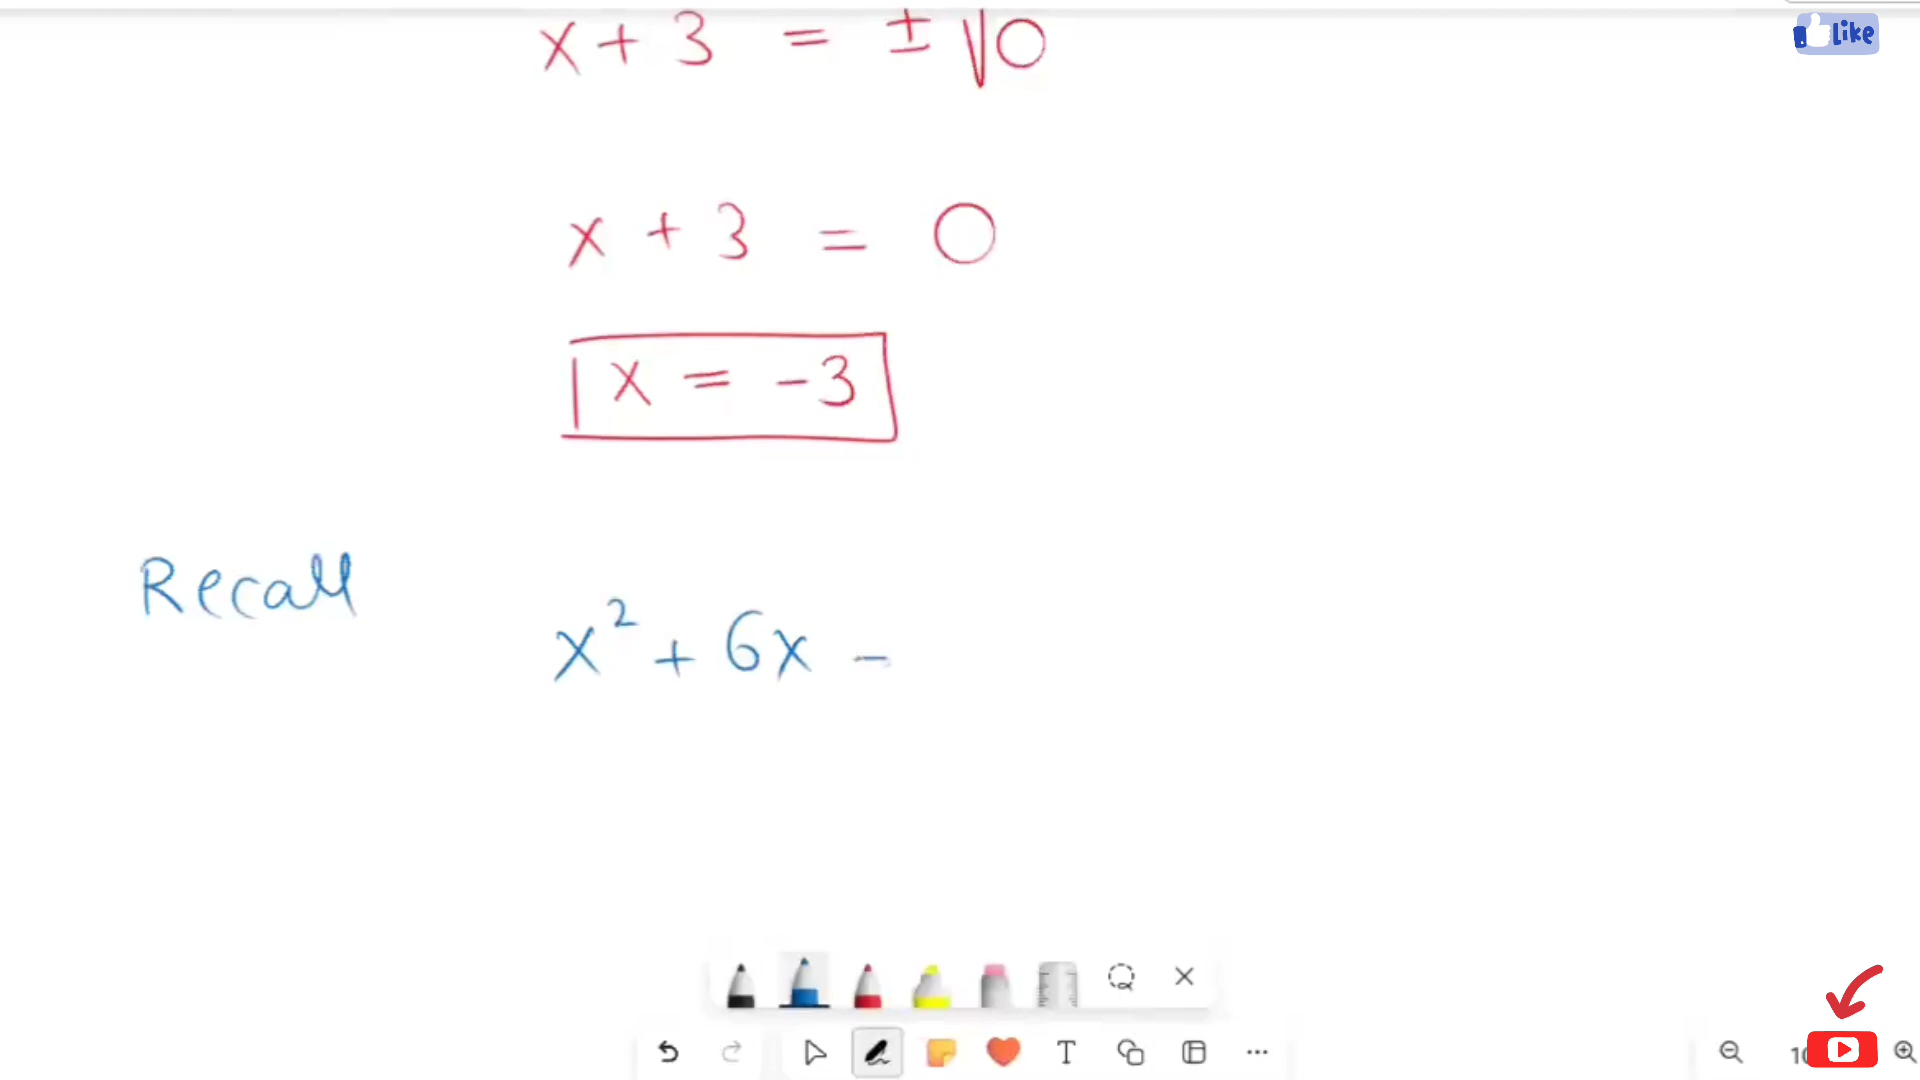 x + 3 = ± √0
Like
x + 3 = 0
x = -3
Recall
x² + 6x -
T